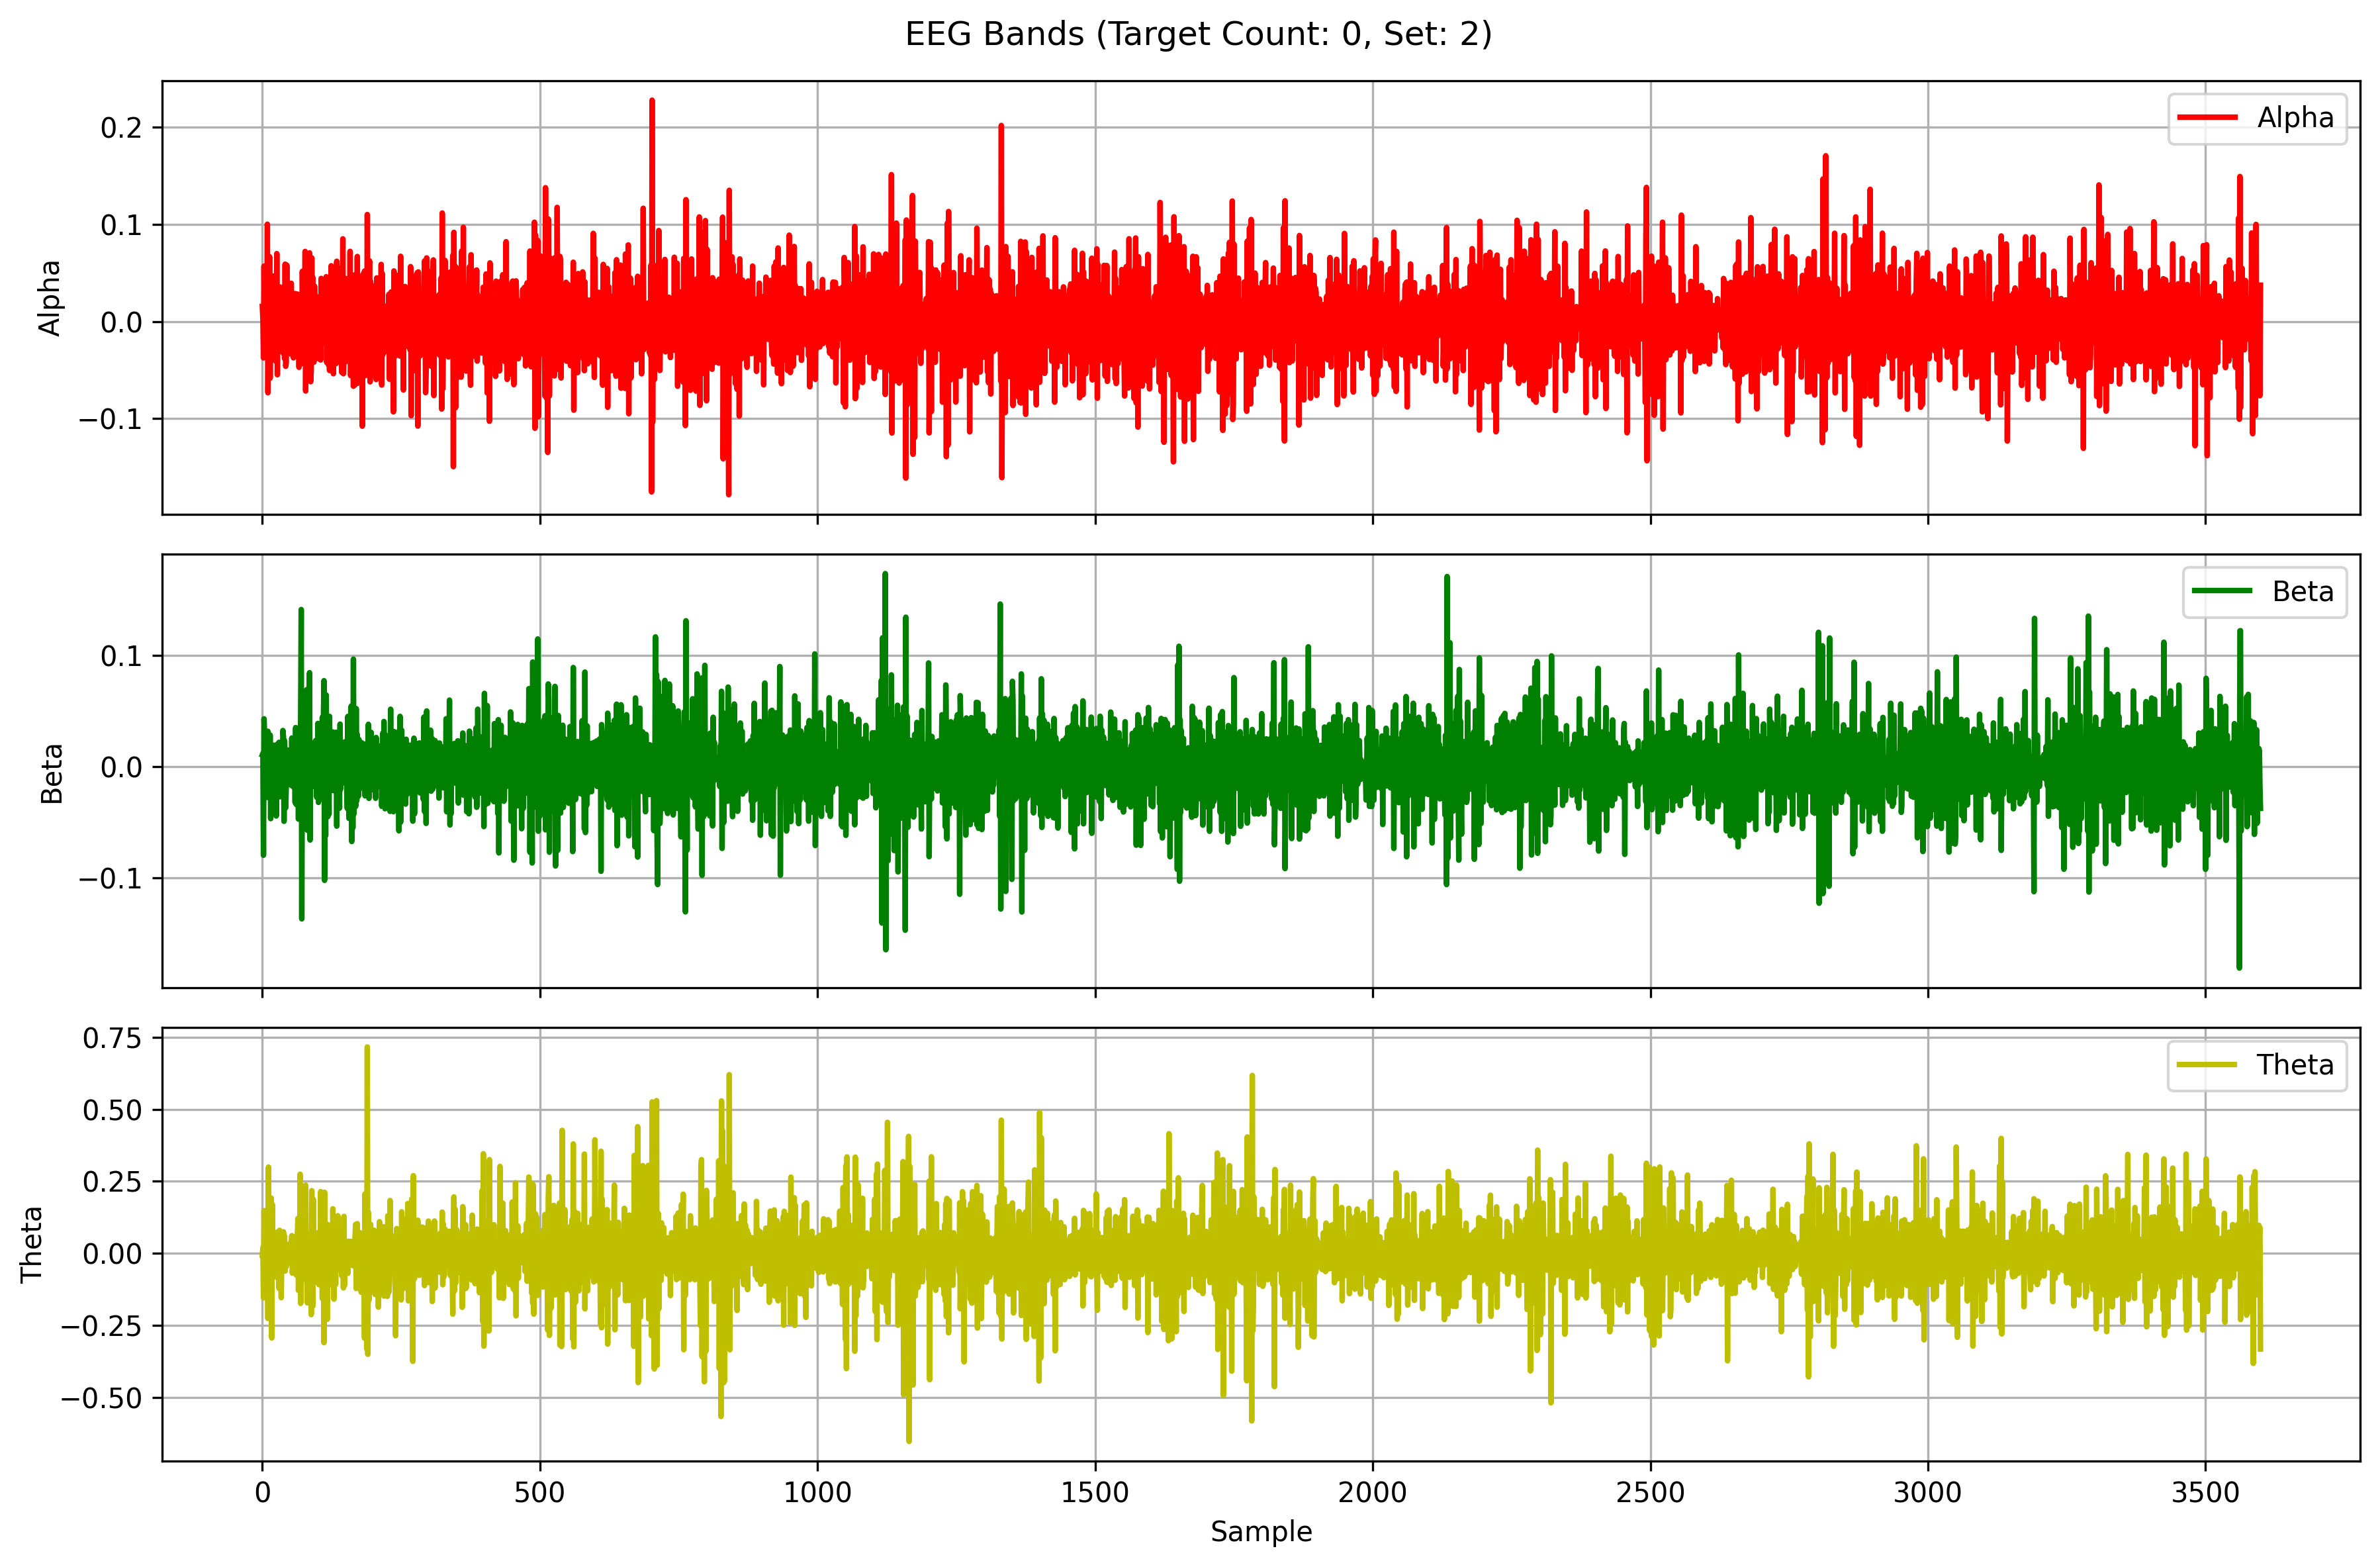 EEG Bands (Target Count: 0, Set: 2)
Alpha
0.2
0.1
0.0
−0.1
Alpha
Beta
0.1
0.0
−0.1
Beta
Theta
0.75
0.50
0.25
0.00
−0.25
−0.50
Theta
0 500 1000 1500 2000 2500 3000 3500
Sample